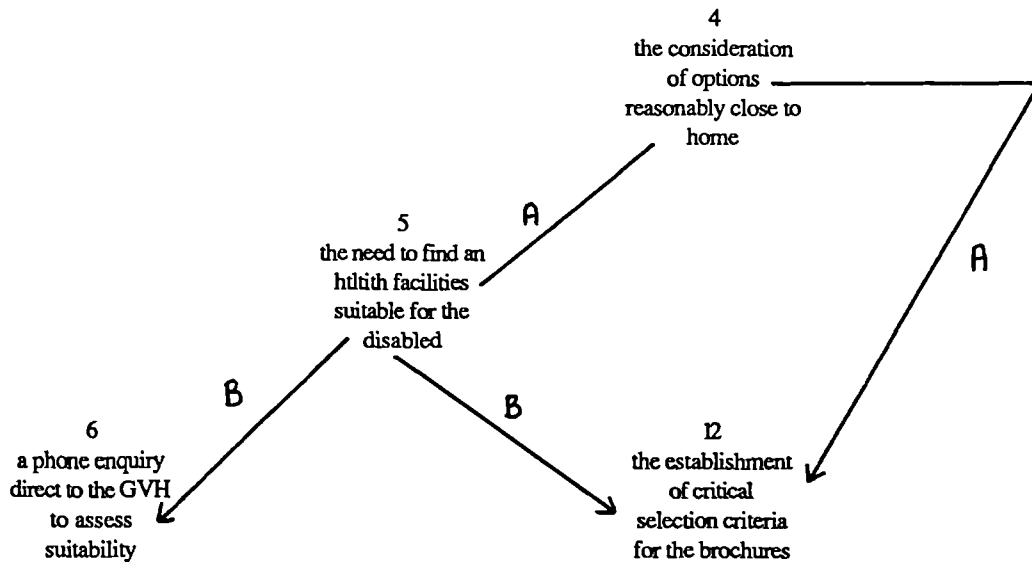 4
the consideration
of options
reasonably close to
home
A
5
the need to find an
htltith facilities
suitable for the
disabled
A
B
B
6
a phone enquiry
direct to the GVH
to assess
suitability
12
the establishment
of critical
selection criteria
for the brochures